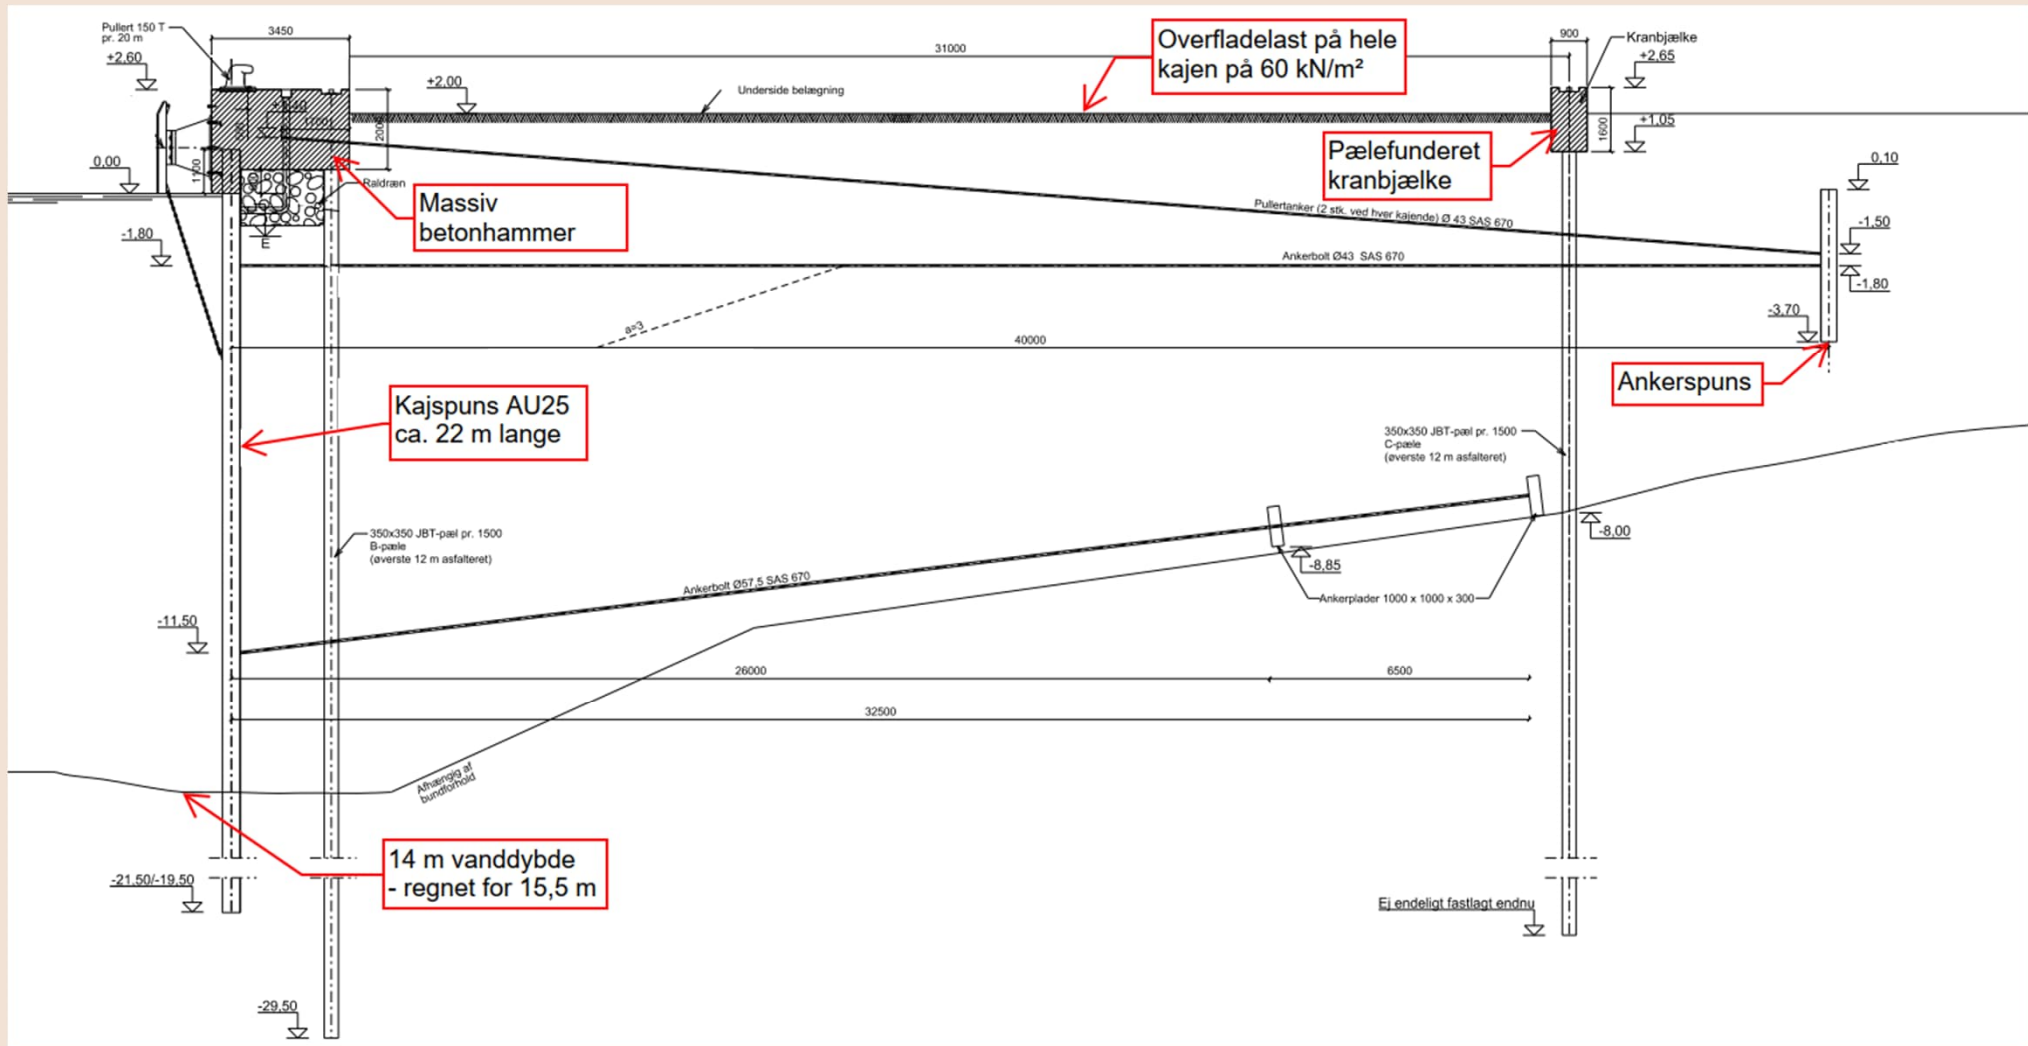 Pullert 150 T
pr. 20 m
+2,60
3450
31000
900
Kranbjælke
+2,65
Overfladelast på hele
kajen på 60 kN/m²
+2,00
Underside belægning
2000
1600
+1,05
Pælefunderet
kranbjælke
0,00
1100
0,10
Raldræn
Massiv
betonhammer
E
Pullertanker (2 stk. ved hver kajende) Ø 43 SAS 670
-1,50
-1,80
Ankerbolt Ø43 SAS 670
-1,80
a=3
-3,70
40000
Ankerspuns
Kajspuns AU25
ca. 22 m lange
350x350 JBT-pæl pr. 1500
C-pæle
(øverste 12 m asfalteret)
350x350 JBT-pæl pr. 1500
B-pæle
(øverste 12 m asfalteret)
-8,00
-8,85
Ankerbolt Ø57,5 SAS 670
Ankerplader 1000 x 1000 x 300
-11,50
26000
6500
32500
Afhængig af
bundforhold
14 m vanddybde
- regnet for 15,5 m
-21,50/-19,50
Ej endeligt fastlagt endnu
-29,50